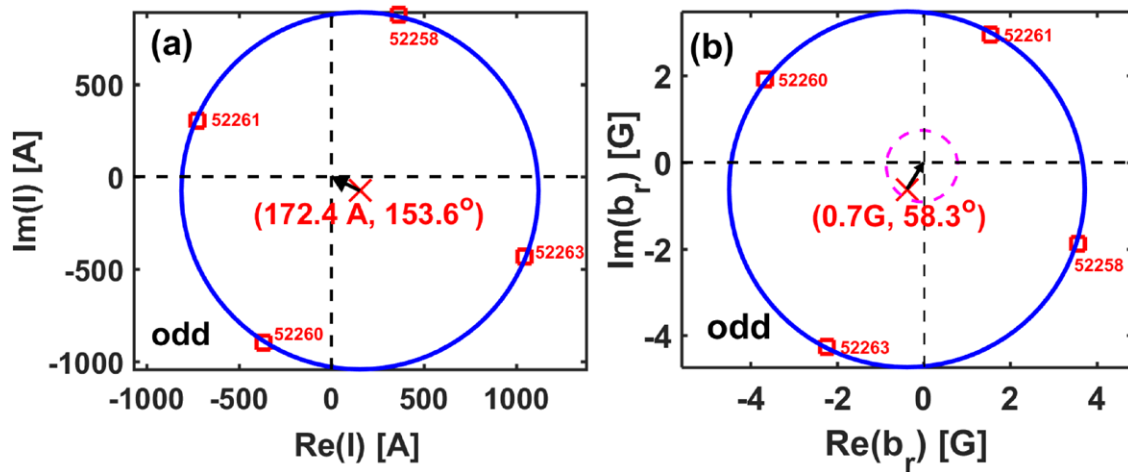 (a)
Im(I) [A]
500
0
-500
-1000
52258
52261
(172.4 A, 153.6°)
52263
52260
odd
-1000
-500
0
500
1000
Re(I) [A]
(b)
Im(b_r) [G]
2
0
-2
-4
52261
52260
(0.7G, 58.3°)
52258
52263
odd
-4
-2
0
2
4
Re(b_r) [G]